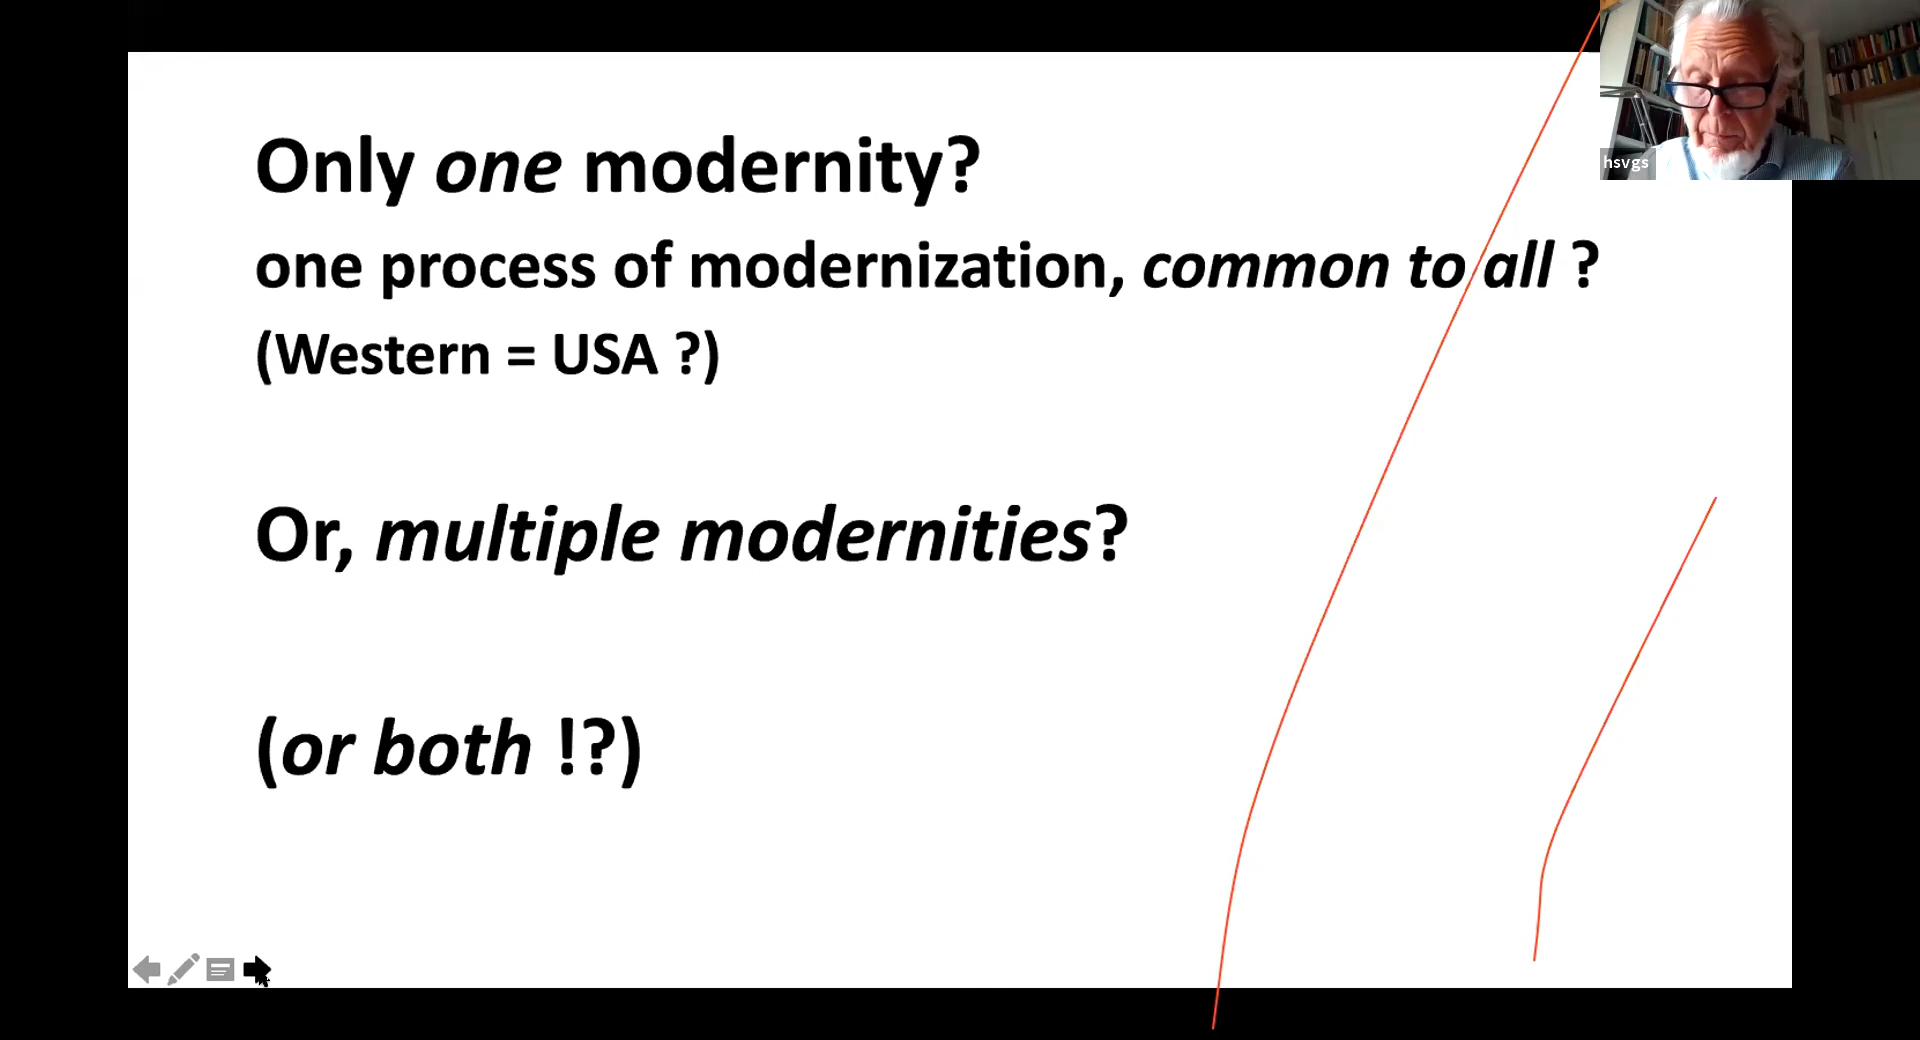 Only one modernity?
one process of modernization, common to all ?
(Western = USA ?)
Or, multiple modernities?
(or both !?)
hsvgs